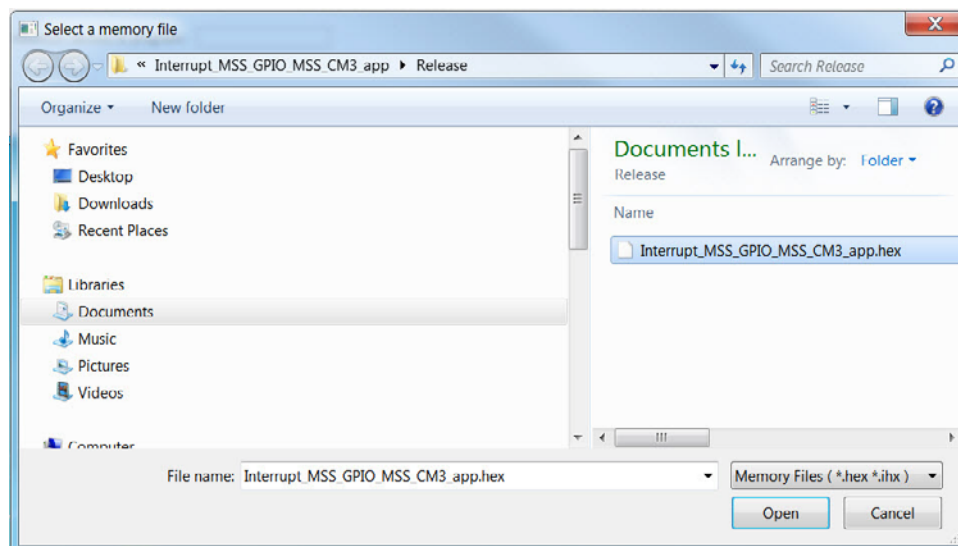 Select a memory file
« Interrupt_MSS_GPIO_MSS_CM3_app ▸ Release
Search Release
Organize
New folder
Favorites
Desktop
Downloads
Recent Places
Libraries
Documents
Music
Pictures
Videos
Computer
Documents l...
Release
Arrange by: Folder
Name
Interrupt_MSS_GPIO_MSS_CM3_app.hex
File name: Interrupt_MSS_GPIO_MSS_CM3_app.hex
Memory Files ( *.hex *.ihx )
Open
Cancel